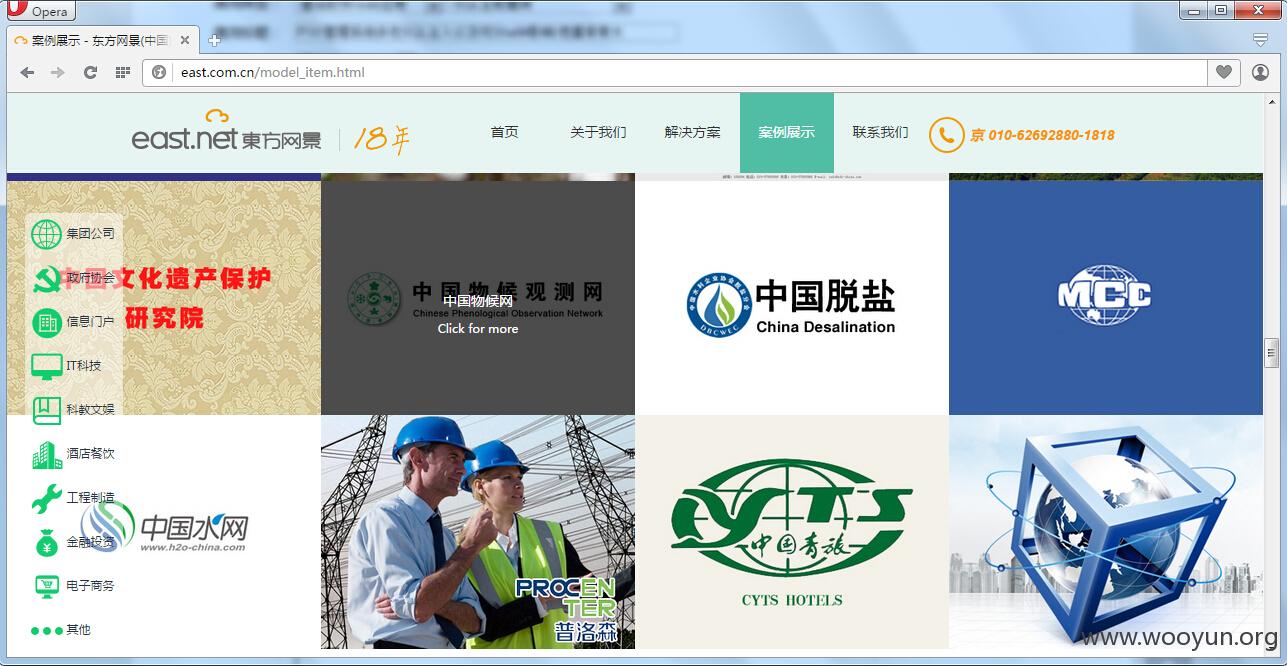 Opera
案例展示 - 东方网景(中国
east.com.cn/model_item.html
east.net 東方网景
18年
首页
关于我们
解决方案
案例展示
联系我们
京 010-62692880-1818
集团公司
政府协会
信息门户
IT科技
科教文娱
酒店餐饮
工程制造
金融投资
电子商务
其他
中国文化遗产保护
研究院
中国物候观测网
Chinese Phenological Observation Network
中国物候网
Click for more
中国脱盐
China Desalination
DBCWEC
MCC
中国水网
www.h2o-china.com
PROCEN
TER
普洛森
CYTS
中国青旅
CYTS HOTELS
www.wooyun.org